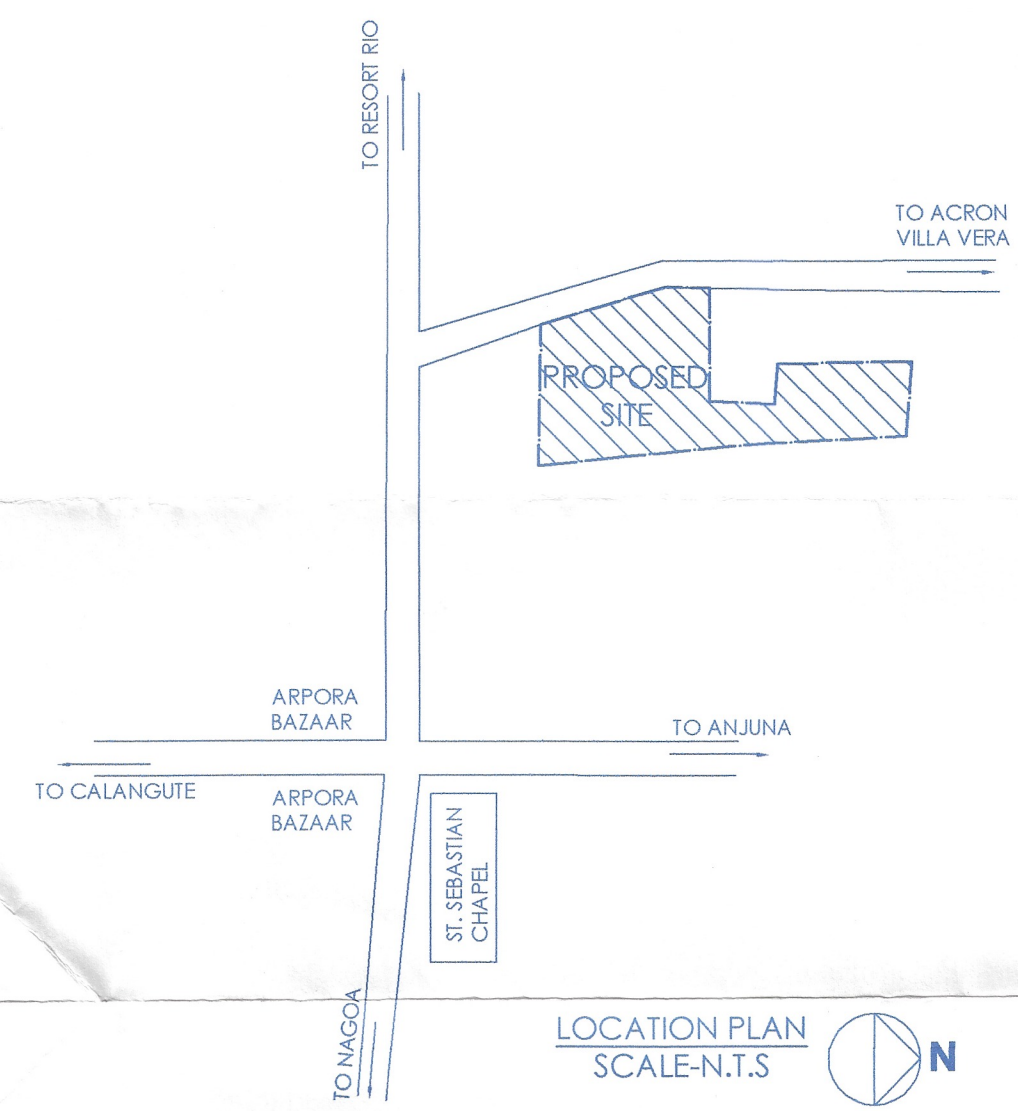 TO RESORT RIO
TO ACRON
VILLA VERA
PROPOSED
SITE
ARPORA
BAZAAR
TO ANJUNA
TO CALANGUTE
ARPORA
BAZAAR
ST. SEBASTIAN
CHAPEL
TO NAGOA
LOCATION PLAN
SCALE-N.T.S
N